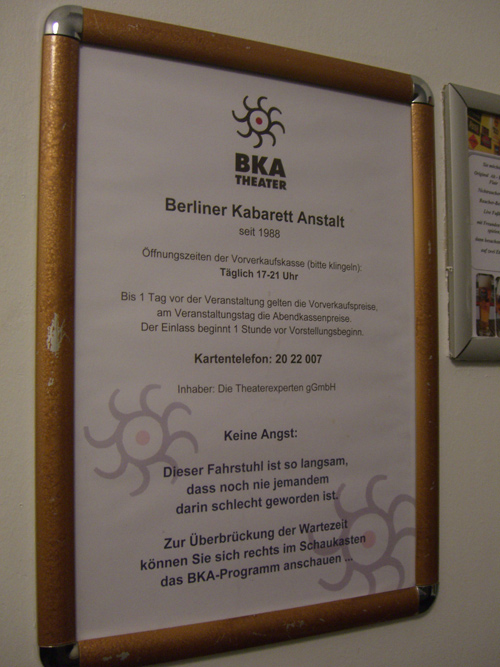 BKA
THEATER
Berliner Kabarett Anstalt
seit 1988
Öffnungszeiten der Vorverkaufskasse (bitte klingeln):
Täglich 17-21 Uhr
Bis 1 Tag vor der Veranstaltung gelten die Vorverkaufspreise,
am Veranstaltungstag die Abendkassenpreise.
Der Einlass beginnt 1 Stunde vor Vorstellungsbeginn.
Kartentelefon: 20 22 007
Inhaber: Die Theaterexperten gGmbH
Keine Angst:
Dieser Fahrstuhl ist so langsam,
dass noch nie jemandem
darin schlecht geworden ist.
Zur Überbrückung der Wartezeit
können Sie sich rechts im Schaukasten
das BKA-Programm anschauen ...